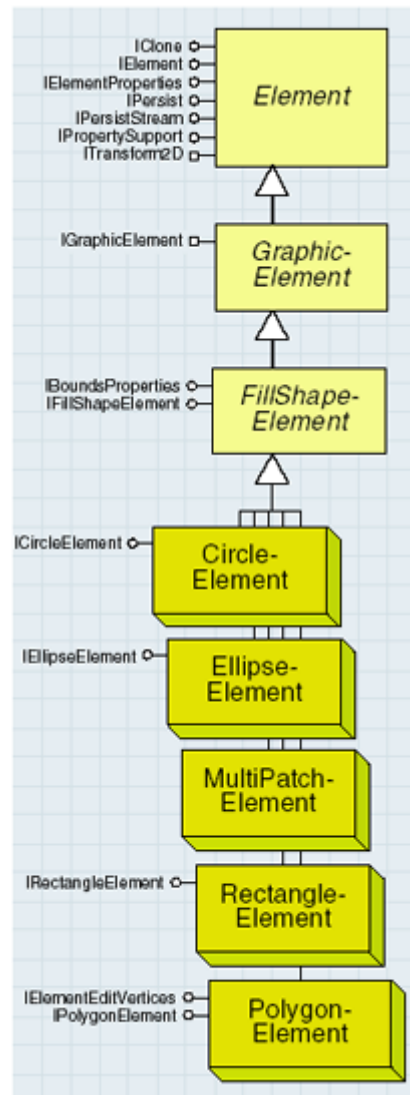 IClone
IElement
IElementProperties
IPersist
IPersistStream
IPropertySupport
ITransform2D
Element
IGraphicElement
Graphic-
Element
IBoundsProperties
IFillShapeElement
FillShape-
Element
ICircleElement
Circle-
Element
IEllipseElement
Ellipse-
Element
MultiPatch-
Element
IRectangleElement
Rectangle-
Element
IElementEditVertices
IPolygonElement
Polygon-
Element